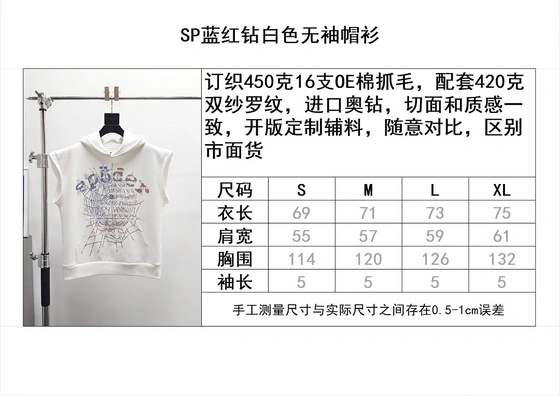 SP蓝红钻白色无袖帽衫
订织450克16支OE棉抓毛，配套420克
双纱罗纹，进口奥钻，切面和质感一
致，开版定制辅料，随意对比，区别
市面货
尺码 S M L XL
衣长 69 71 73 75
肩宽 55 57 59 61
胸围 114 120 126 132
袖长 5 5 5 5
手工测量尺寸与实际尺寸之间存在0.5-1cm误差